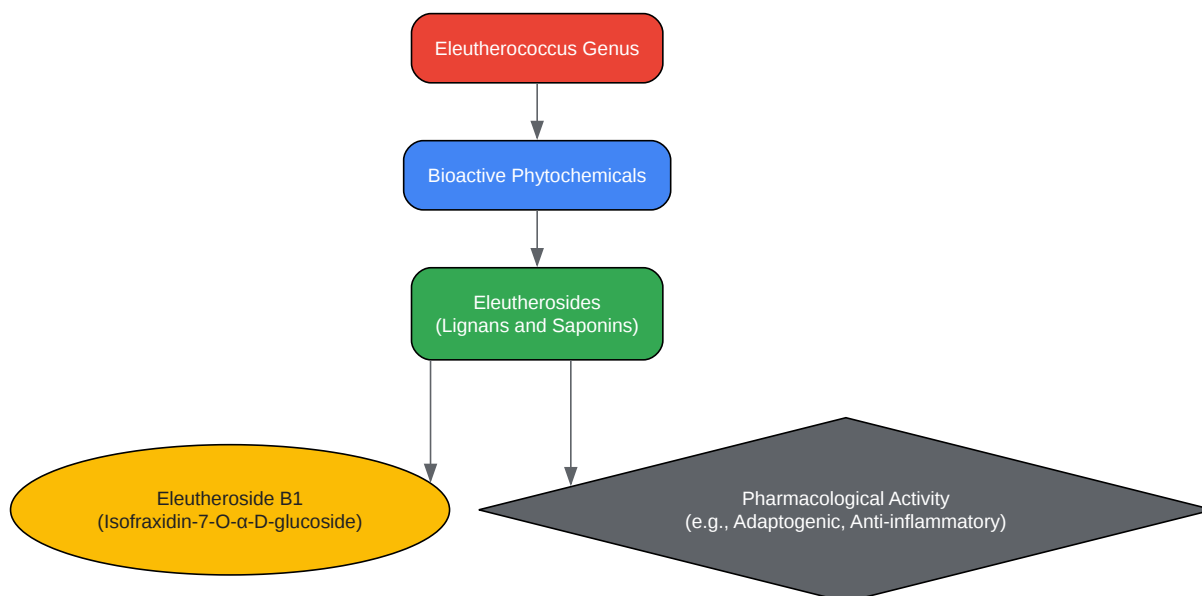 Eleutherococcus Genus
Bioactive Phytochemicals
Eleutherosides
(Lignans and Saponins)
Eleutheroside B1
(Isofraxidin-7-O-α-D-glucoside)
Pharmacological Activity
(e.g., Adaptogenic, Anti-inflammatory)